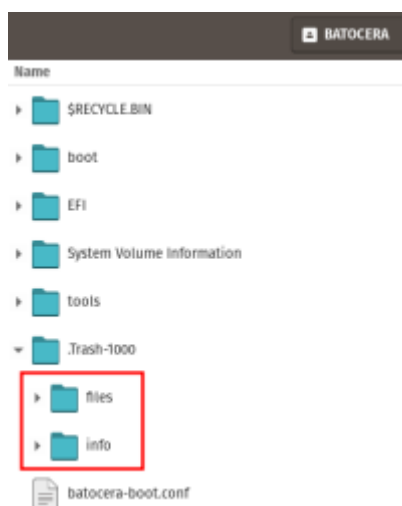 BATOCERA
Name
$RECYCLE.BIN
boot
EFI
System Volume Information
tools
.Trash-1000
files
info
batocera-boot.conf